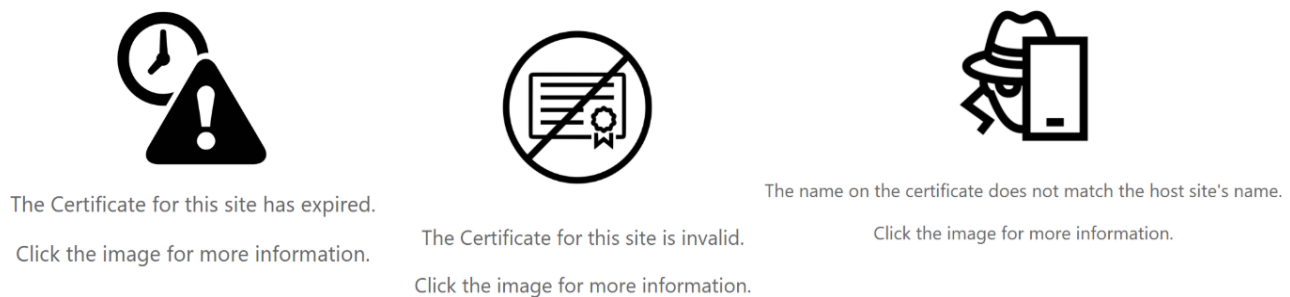 The Certificate for this site has expired.
Click the image for more information.
The Certificate for this site is invalid.
Click the image for more information.
The name on the certificate does not match the host site's name.
Click the image for more information.